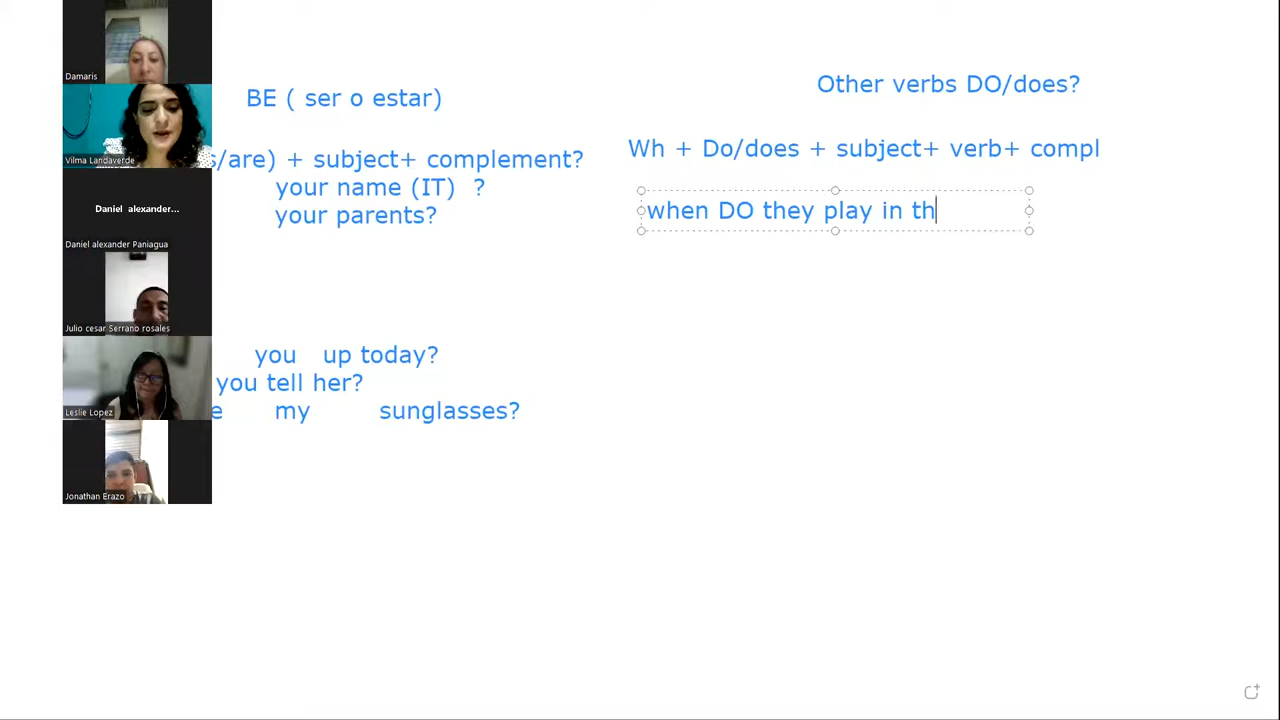 Damaris
Vilma Landaverde
Daniel alexander...
Daniel alexander Paniagua
Julio cesar Serrano rosales
Leslie Lopez
Jonathan Erazo
BE ( ser o estar)
s/are) + subject+ complement?
your name (IT) ?
your parents?
you up today?
you tell her?
e my sunglasses?
Other verbs DO/does?
Wh + Do/does + subject+ verb+ compl
when DO they play in th